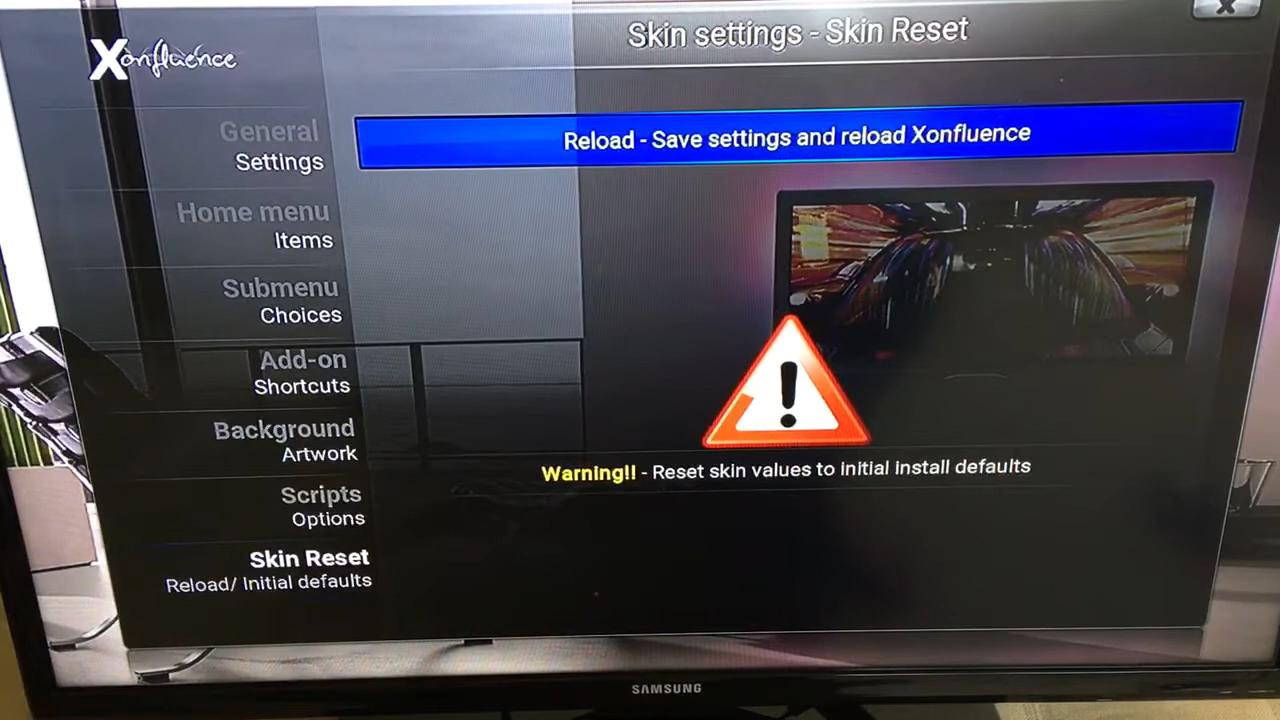 Skin settings - Skin Reset
Xonfluence
General
Settings
Reload - Save settings and reload Xonfluence
Home menu
Items
Submenu
Choices
Add-on
Shortcuts
Background
Artwork
Warning!! - Reset skin values to initial install defaults
Scripts
Options
Skin Reset
Reload/ Initial defaults
SAMSUNG